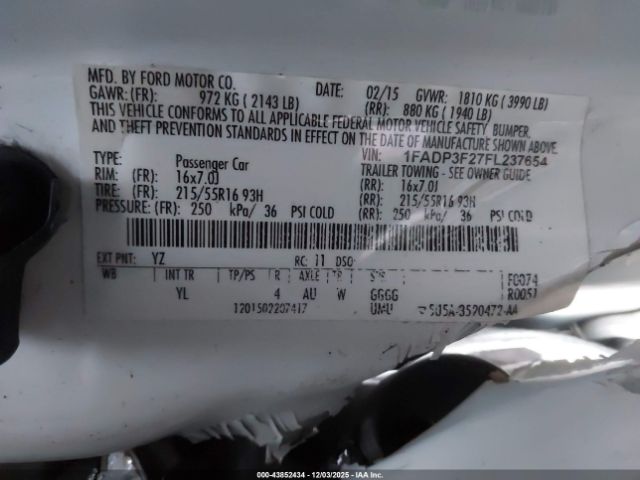 MFD. BY FORD MOTOR CO. DATE: 02/15 GVWR: 1810 KG ( 3990 LB)
GAWR: (FR): 972 KG ( 2143 LB) (RR): 880 KG ( 1940 LB)
THIS VEHICLE CONFORMS TO ALL APPLICABLE FEDERAL MOTOR VEHICLE SAFETY, BUMPER,
AND THEFT PREVENTION STANDARDS IN EFFECT ON THE DATE OF MANUFACTURE SHOWN ABOVE.
VIN: 1FADP3F27FL237654
TYPE: Passenger Car TRAILER TOWING - SEE OWNER GUIDE
RIM: (FR): 16x7.0J (RR): 16x7.0J
TIRE: (FR): 215/55R16 93H (RR): 215/55R16 93H
PRESSURE: (FR): 250 kPa/ 36 PSI COLD (RR): 250 kPa/ 36 PSI COLD
EXT PNT: YZ RC: 11 DSO:
WB INT TR TP/PS R AXLE TR F0074
YL 4 AU W GGGG R0051
1201502207417
000-43852434 | 12/03/2025 | IAA Inc.